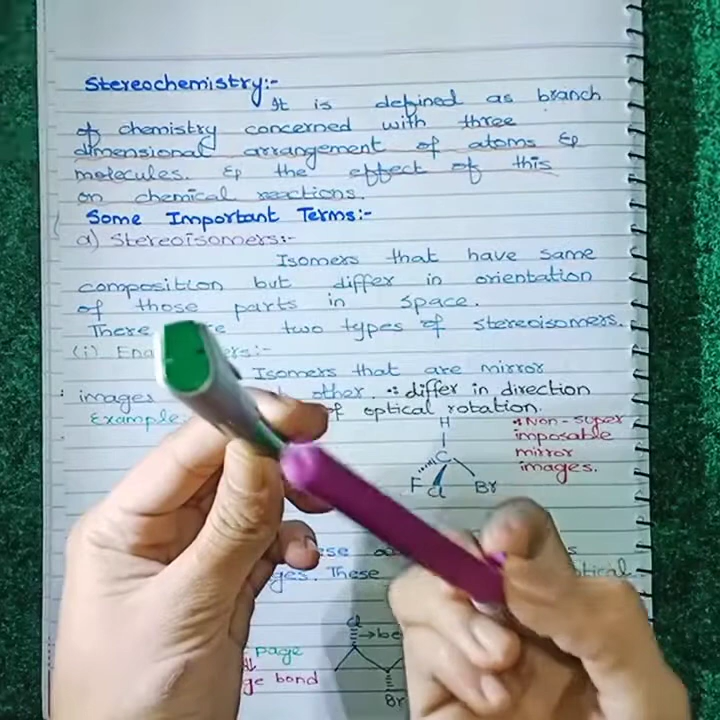 Stereochemistry:-
It is defined as branch
of chemistry concerned with three
dimensional arrangement of atoms &
molecules. & the effect of this
on chemical reactions.
Some Important Terms:-
a) Stereoisomers:-
Isomers that have same
composition but differ in orientation
of those parts in space.
There two types of stereoisomers.
(i)
Isomers that are mirror
images other. ∵ differ in direction
Example of optical rotation.
H
C
F Cl Br
∵ Non-super
imposable
mirror
images.
These
page
bond
Cl
Br